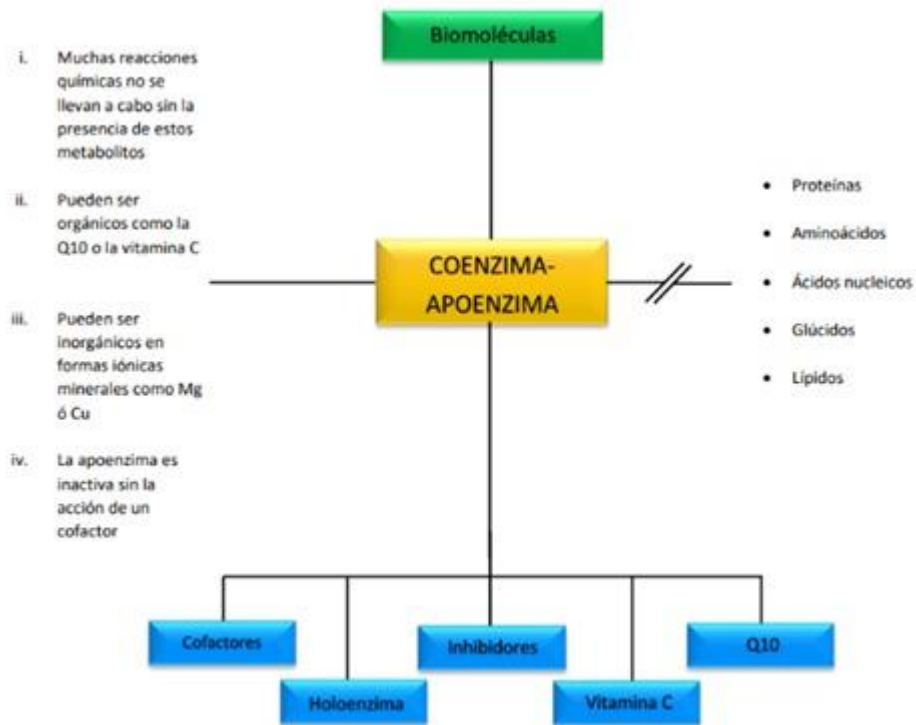 Biomoléculas
i. Muchas reacciones
químicas no se
llevan a cabo sin la
presencia de estos
metabolitos
ii. Pueden ser
orgánicos como la
Q10 o la vitamina C
iii. Pueden ser
inorgánicos en
formas iónicas
minerales como Mg
ó Cu
iv. La apoenzima es
inactiva sin la
acción de un
cofactor
COENZIMA-
APOENZIMA
• Proteínas
• Aminoácidos
• Ácidos nucleicos
• Glúcidos
• Lípidos
Cofactores
Holoenzima
Inhibidores
Vitamina C
Q10